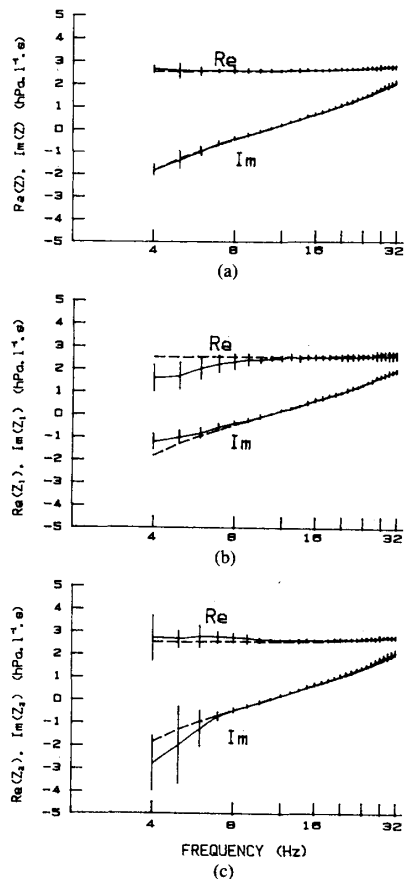 5
4
3
2
1
0
-1
-2
-3
-4
-5
Re(Z), Im(Z) (hPa.l⁻¹.s)
Re
Im
4 8 16 32
(a)
5
4
3
2
1
0
-1
-2
-3
-4
-5
Re(Z₁), Im(Z₁) (hPa.l⁻¹.s)
Re
Im
4 8 16 32
(b)
5
4
3
2
1
0
-1
-2
-3
-4
-5
Re(Z₂), Im(Z₂) (hPa.l⁻¹.s)
Re
Im
4 8 16 32
FREQUENCY (Hz)
(c)